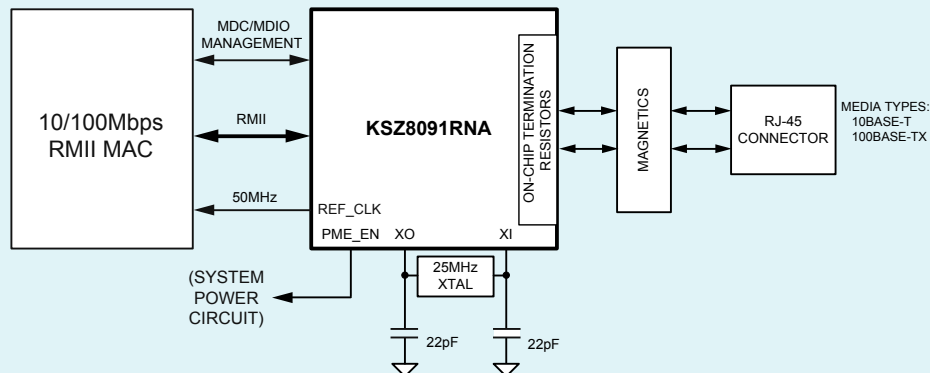 MDC/MDIO
MANAGEMENT
10/100Mbps
RMII MAC
RMII
50MHz
KSZ8091RNA
REF_CLK
PME_EN
XO
XI
ON-CHIP TERMINATION
RESISTORS
MAGNETICS
RJ-45
CONNECTOR
MEDIA TYPES:
10BASE-T
100BASE-TX
(SYSTEM
POWER
CIRCUIT)
25MHz
XTAL
22pF
22pF